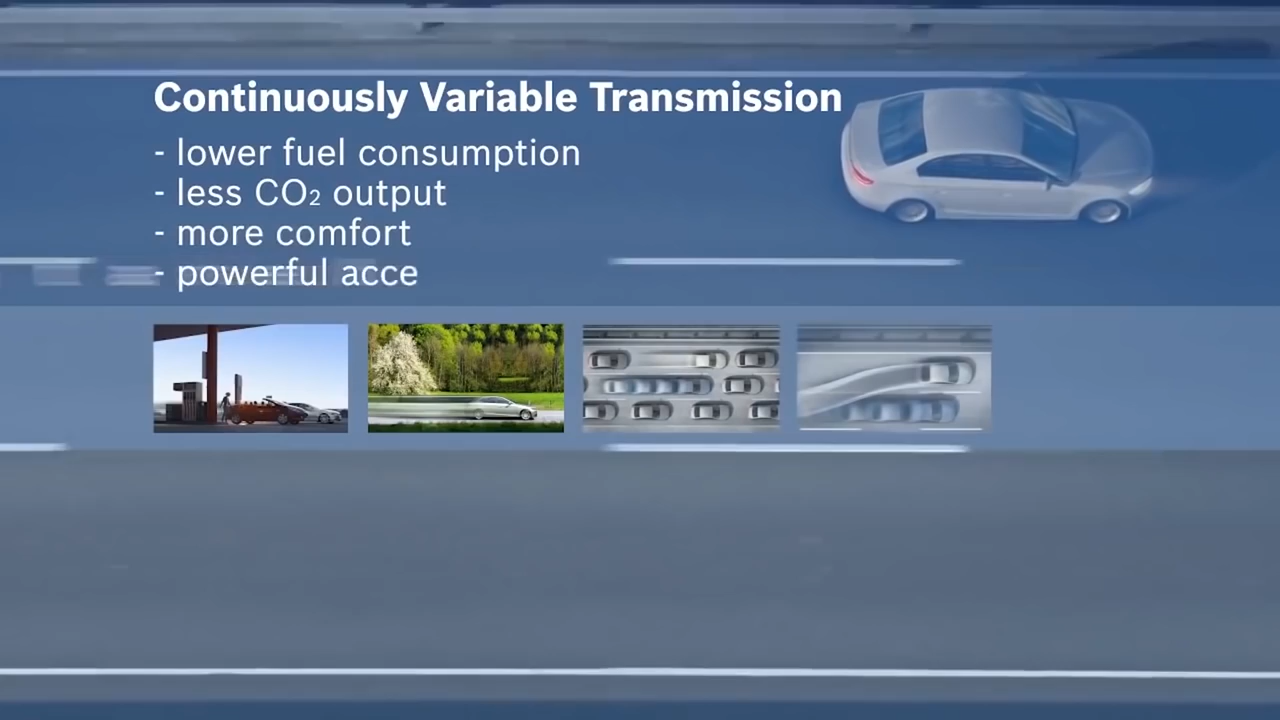 Continuously Variable Transmission
- lower fuel consumption
- less CO₂ output
- more comfort
- powerful acce